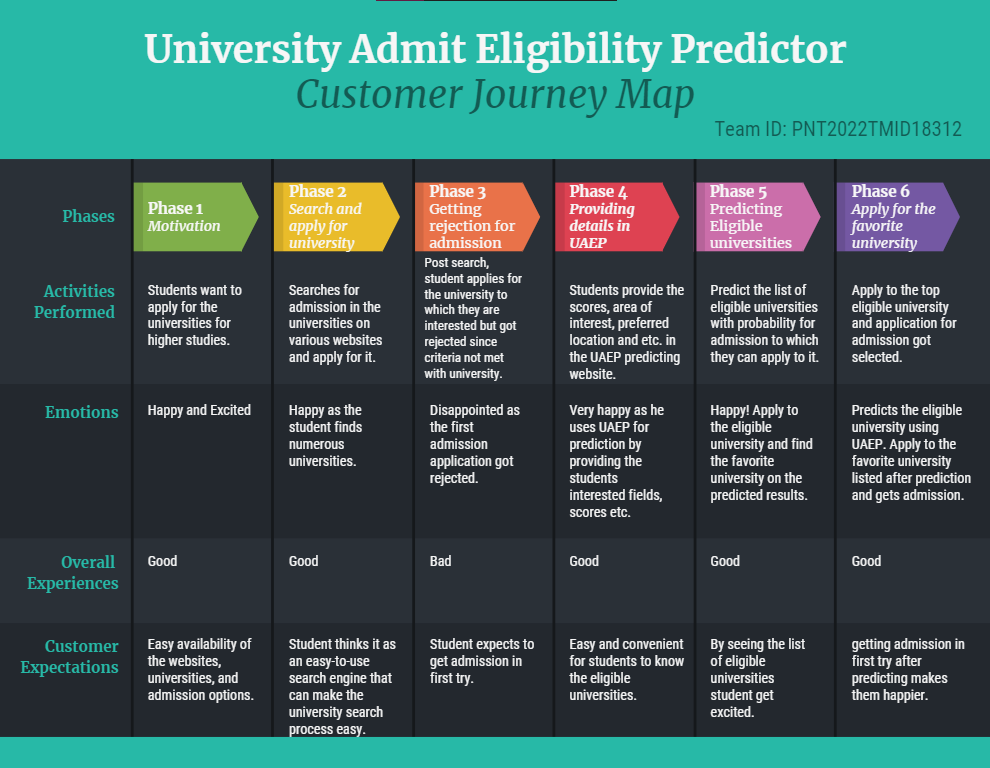 University Admit Eligibility Predictor
Customer Journey Map
Team ID: PNT2022TMID18312
Phases
Phase 1
Motivation
Phase 2
Search and
apply for
university
Phase 3
Getting
rejection for
admission
Phase 4
Providing
details in
UAEP
Phase 5
Predicting
Eligible
universities
Phase 6
Apply for the
favorite
university
Activities
Performed
Students want to
apply for the
universities for
higher studies.
Searches for
admission in the
universities on
various websites
and apply for it.
Post search,
student applies for
the university to
which they are
interested but got
rejected since
criteria not met
with university.
Students provide the
scores, area of
interest, preferred
location and etc. in
the UAEP predicting
website.
Predict the list of
eligible universities
with probability for
admission to which
they can apply to it.
Apply to the top
eligible university
and application for
admission got
selected.
Emotions
Happy and Excited
Happy as the
student finds
numerous
universities.
Disappointed as
the first
admission
application got
rejected.
Very happy as he
uses UAEP for
prediction by
providing the
students
interested fields,
scores etc.
Happy! Apply to
the eligible
university and find
the favorite
university on the
predicted results.
Predicts the eligible
university using
UAEP. Apply to the
favorite university
listed after prediction
and gets admission.
Overall
Experiences
Good
Good
Bad
Good
Good
Good
Customer
Expectations
Easy availability of
the websites,
universities, and
admission options.
Student thinks it as
an easy-to-use
search engine that
can make the
university search
process easy.
Student expects to
get admission in
first try.
Easy and convenient
for students to know
the eligible
universities.
By seeing the list
of eligible
universities
student get
excited.
getting admission in
first try after
predicting makes
them happier.